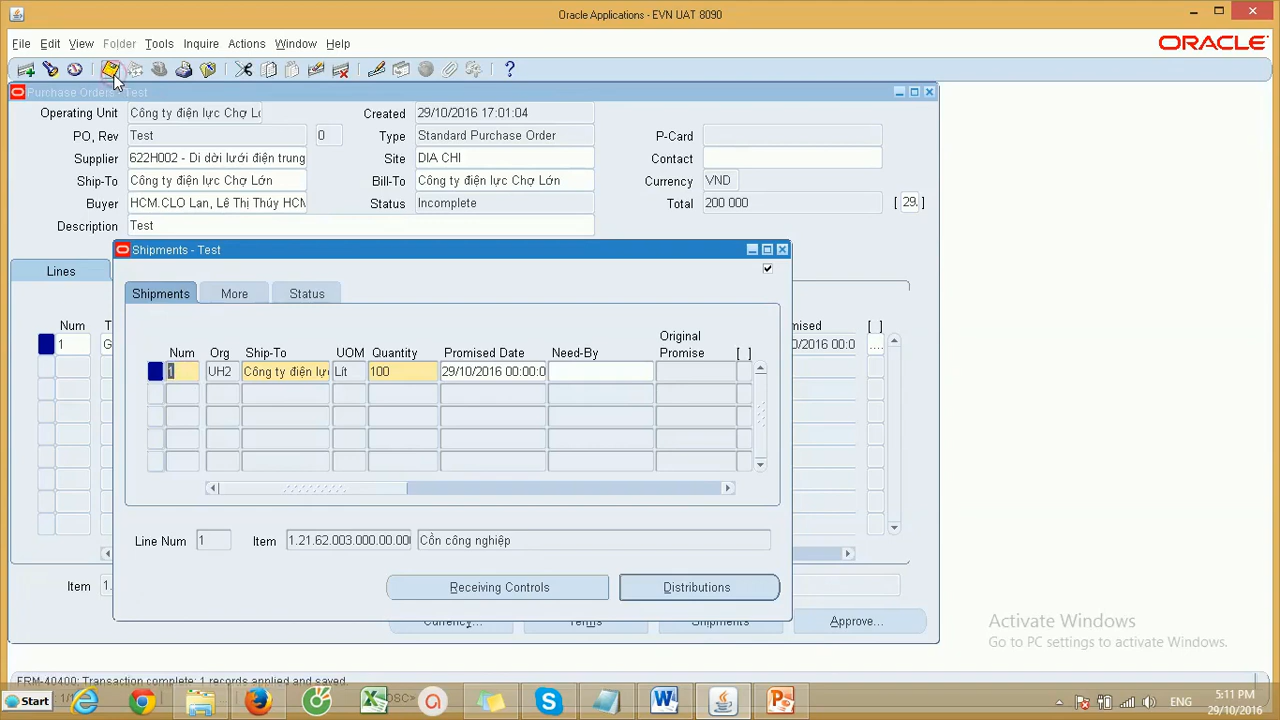 Oracle Applications - EVN UAT 8090
File Edit View Folder Tools Inquire Actions Window Help
ORACLE
Purchase Orders - Test
Operating Unit Công ty điện lực Chợ Lớ Created 29/10/2016 17:01:04
PO, Rev Test 0 Type Standard Purchase Order P-Card
Supplier 622H002 - Di dời lưới điện trung Site DIA CHI Contact
Ship-To Công ty điện lực Chợ Lớn Bill-To Công ty điện lực Chợ Lớn Currency VND
Buyer HCM.CLO Lan, Lê Thị Thúy HCM Status Incomplete Total 200 000 [ 29. ]
Description Test
Shipments - Test
Lines
Shipments More Status
Num
[ ]
Original
Num Org Ship-To UOM Quantity Promised Date Need-By Promise [ ]
1 1 UH2 Công ty điện lực Lít 100 29/10/2016 00:00:0
Line Num 1 Item 1.21.62.003.000.00.00 Cồn công nghiệp
Receiving Controls Distributions
Item 1.
Currency... Terms Shipments Approve...
Activate Windows
Go to PC settings to activate Windows.
FRM-40400: Transaction complete: 1 records applied and saved.
Start
ENG 5:11 PM
29/10/2016